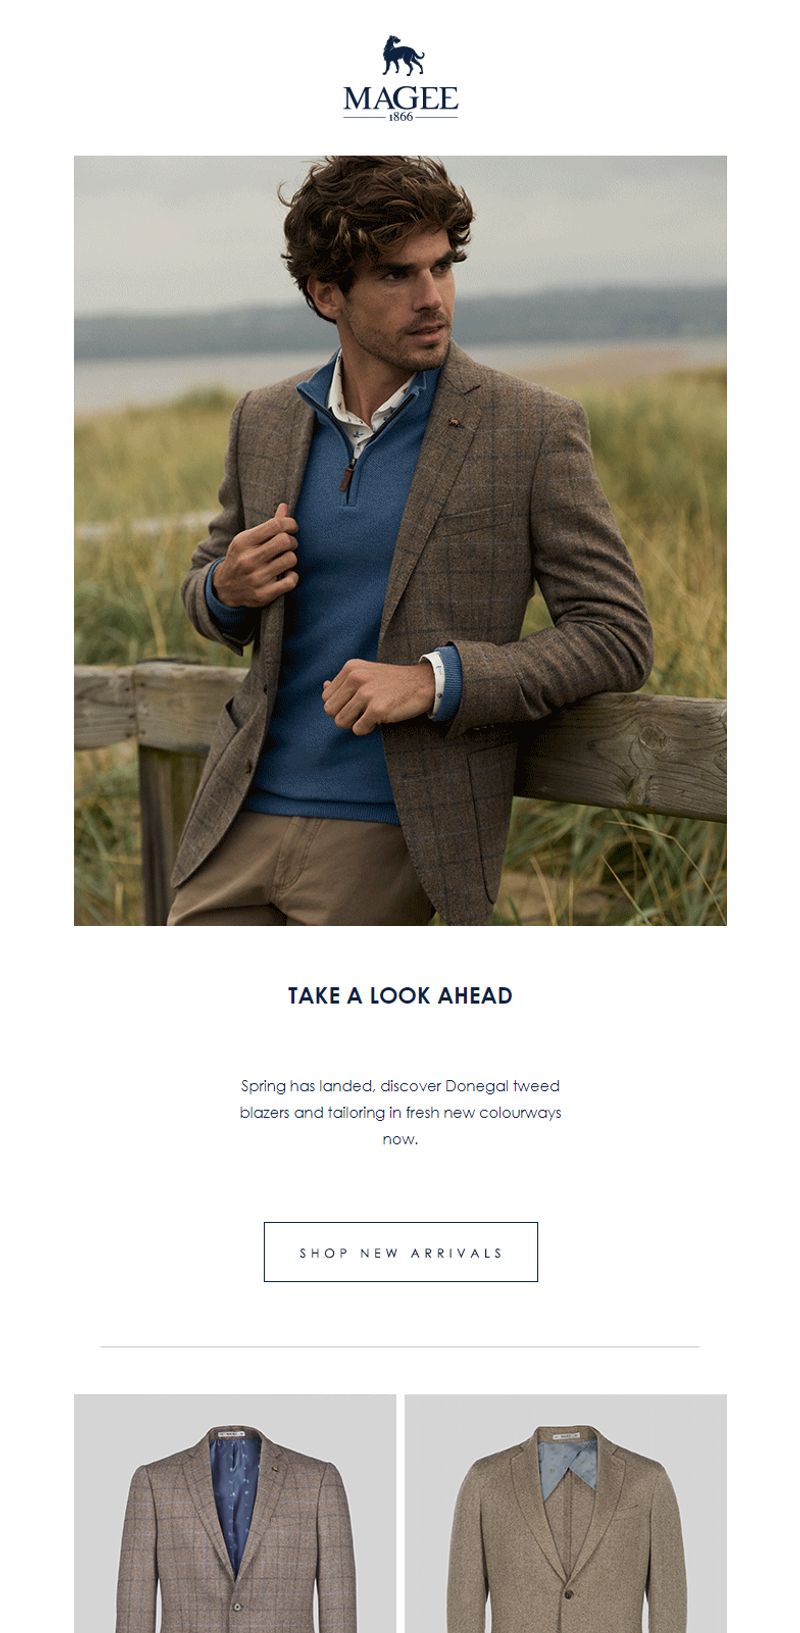 MAGEE
1866
TAKE A LOOK AHEAD
Spring has landed, discover Donegal tweed
blazers and tailoring in fresh new colourways
now.
SHOP NEW ARRIVALS